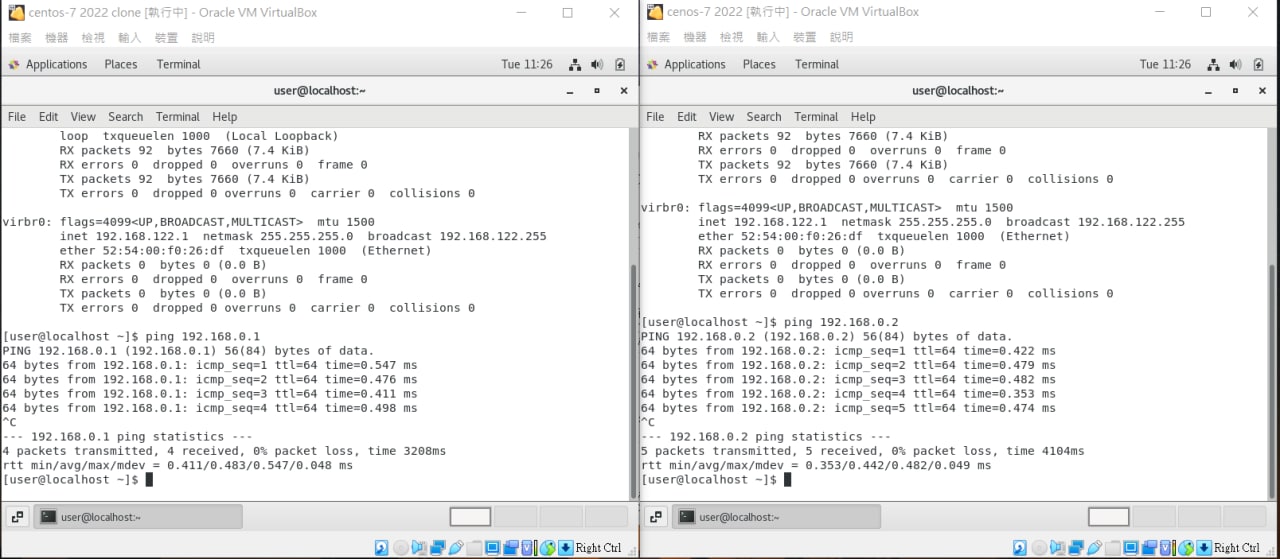 centos-7 2022 clone [執行中] - Oracle VM VirtualBox
檔案 機器 檢視 輸入 裝置 説明
Applications Places Terminal Tue 11:26
user@localhost:~
File Edit View Search Terminal Help
loop txqueuelen 1000 (Local Loopback)
RX packets 92 bytes 7660 (7.4 KiB)
RX errors 0 dropped 0 overruns 0 frame 0
TX packets 92 bytes 7660 (7.4 KiB)
TX errors 0 dropped 0 overruns 0 carrier 0 collisions 0
virbr0: flags=4099<UP,BROADCAST,MULTICAST> mtu 1500
inet 192.168.122.1 netmask 255.255.255.0 broadcast 192.168.122.255
ether 52:54:00:f0:26:df txqueuelen 1000 (Ethernet)
RX packets 0 bytes 0 (0.0 B)
RX errors 0 dropped 0 overruns 0 frame 0
TX packets 0 bytes 0 (0.0 B)
TX errors 0 dropped 0 overruns 0 carrier 0 collisions 0
[user@localhost ~]$ ping 192.168.0.1
PING 192.168.0.1 (192.168.0.1) 56(84) bytes of data.
64 bytes from 192.168.0.1: icmp_seq=1 ttl=64 time=0.547 ms
64 bytes from 192.168.0.1: icmp_seq=2 ttl=64 time=0.476 ms
64 bytes from 192.168.0.1: icmp_seq=3 ttl=64 time=0.411 ms
64 bytes from 192.168.0.1: icmp_seq=4 ttl=64 time=0.498 ms
^C
--- 192.168.0.1 ping statistics ---
4 packets transmitted, 4 received, 0% packet loss, time 3208ms
rtt min/avg/max/mdev = 0.411/0.483/0.547/0.048 ms
[user@localhost ~]$
user@localhost:~
Right Ctrl
cenos-7 2022 [執行中] - Oracle VM VirtualBox
檔案 機器 檢視 輸入 裝置 説明
Applications Places Terminal Tue 11:26
user@localhost:~
File Edit View Search Terminal Help
RX packets 92 bytes 7660 (7.4 KiB)
RX errors 0 dropped 0 overruns 0 frame 0
TX packets 92 bytes 7660 (7.4 KiB)
TX errors 0 dropped 0 overruns 0 carrier 0 collisions 0
virbr0: flags=4099<UP,BROADCAST,MULTICAST> mtu 1500
inet 192.168.122.1 netmask 255.255.255.0 broadcast 192.168.122.255
ether 52:54:00:f0:26:df txqueuelen 1000 (Ethernet)
RX packets 0 bytes 0 (0.0 B)
RX errors 0 dropped 0 overruns 0 frame 0
TX packets 0 bytes 0 (0.0 B)
TX errors 0 dropped 0 overruns 0 carrier 0 collisions 0
[user@localhost ~]$ ping 192.168.0.2
PING 192.168.0.2 (192.168.0.2) 56(84) bytes of data.
64 bytes from 192.168.0.2: icmp_seq=1 ttl=64 time=0.422 ms
64 bytes from 192.168.0.2: icmp_seq=2 ttl=64 time=0.479 ms
64 bytes from 192.168.0.2: icmp_seq=3 ttl=64 time=0.482 ms
64 bytes from 192.168.0.2: icmp_seq=4 ttl=64 time=0.353 ms
64 bytes from 192.168.0.2: icmp_seq=5 ttl=64 time=0.474 ms
^C
--- 192.168.0.2 ping statistics ---
5 packets transmitted, 5 received, 0% packet loss, time 4104ms
rtt min/avg/max/mdev = 0.353/0.442/0.482/0.049 ms
[user@localhost ~]$
user@localhost:~
Right Ctrl